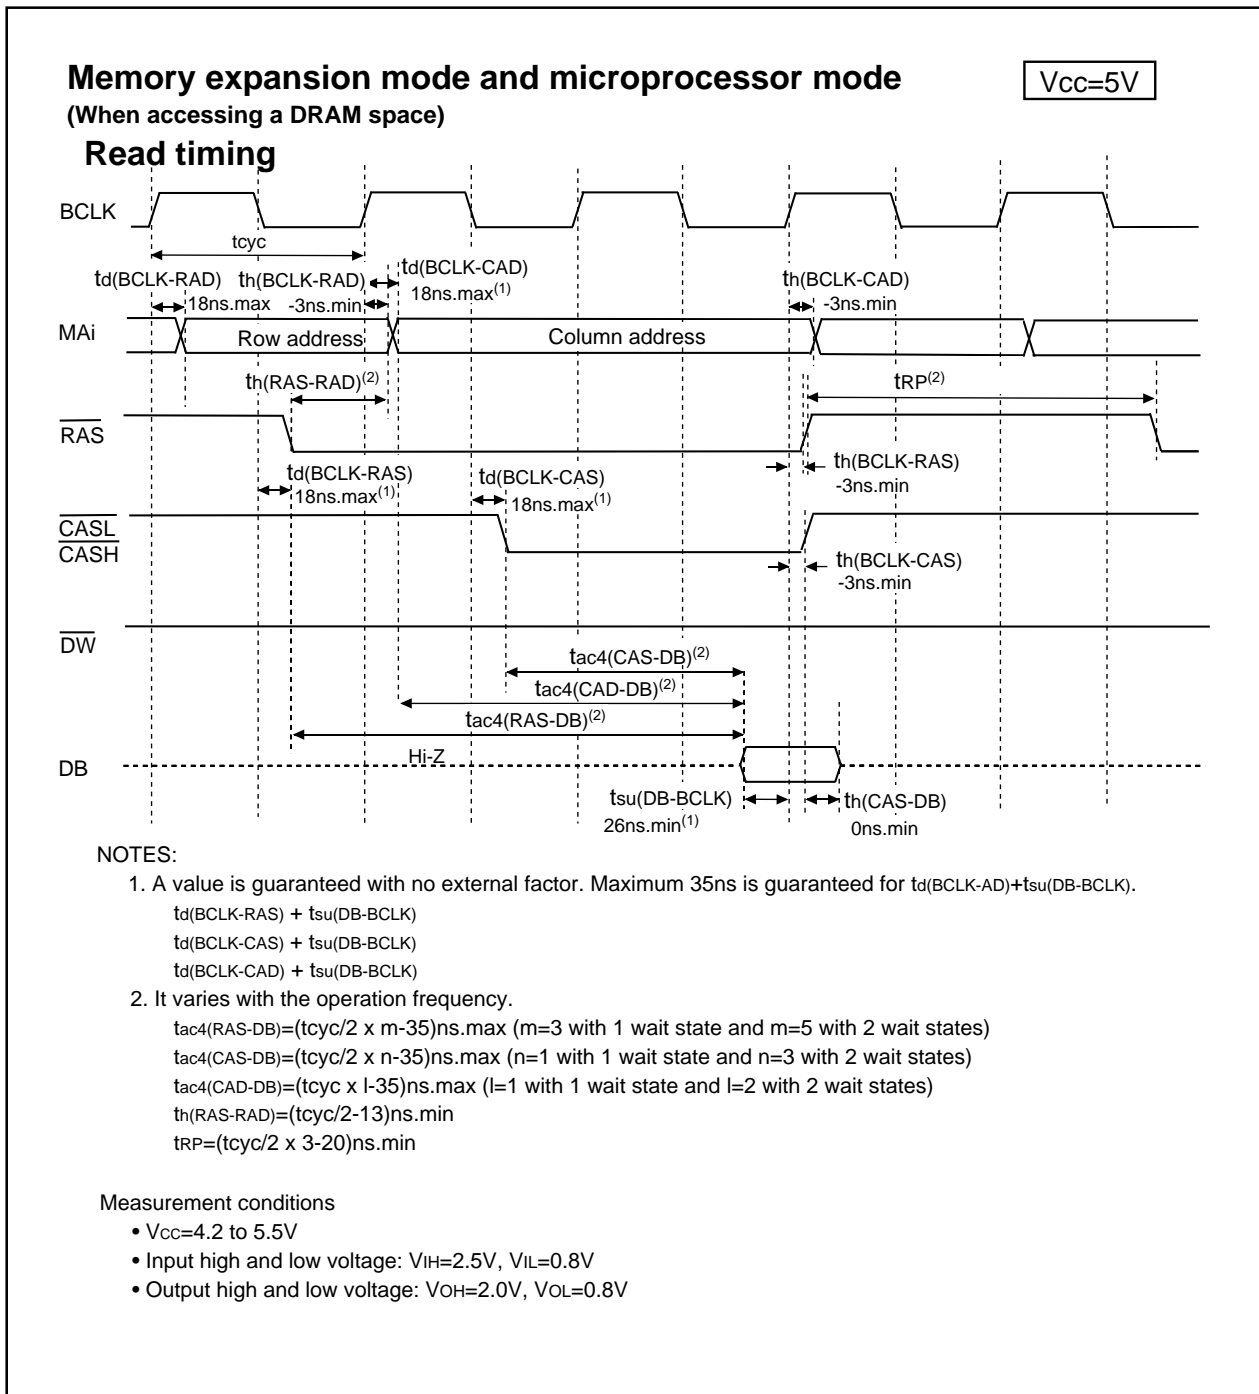 Memory expansion mode and microprocessor mode
Vcc=5V
(When accessing a DRAM space)
Read timing
BCLK
tcyc
td(BCLK-RAD)
18ns.max
th(BCLK-RAD)
-3ns.min
td(BCLK-CAD)
18ns.max(1)
th(BCLK-CAD)
-3ns.min
MAi
Row address
Column address
th(RAS-RAD)(2)
tRP(2)
RAS
td(BCLK-RAS)
18ns.max(1)
td(BCLK-CAS)
18ns.max(1)
th(BCLK-RAS)
-3ns.min
CASL
CASH
th(BCLK-CAS)
-3ns.min
DW
tac4(CAS-DB)(2)
tac4(CAD-DB)(2)
tac4(RAS-DB)(2)
Hi-Z
DB
tsu(DB-BCLK)
26ns.min(1)
th(CAS-DB)
0ns.min
NOTES:
1. A value is guaranteed with no external factor. Maximum 35ns is guaranteed for td(BCLK-AD)+tsu(DB-BCLK).
td(BCLK-RAS) + tsu(DB-BCLK)
td(BCLK-CAS) + tsu(DB-BCLK)
td(BCLK-CAD) + tsu(DB-BCLK)
2. It varies with the operation frequency.
tac4(RAS-DB)=(tcyc/2 x m-35)ns.max (m=3 with 1 wait state and m=5 with 2 wait states)
tac4(CAS-DB)=(tcyc/2 x n-35)ns.max (n=1 with 1 wait state and n=3 with 2 wait states)
tac4(CAD-DB)=(tcyc x l-35)ns.max (l=1 with 1 wait state and l=2 with 2 wait states)
th(RAS-RAD)=(tcyc/2-13)ns.min
tRP=(tcyc/2 x 3-20)ns.min
Measurement conditions
• VCC=4.2 to 5.5V
• Input high and low voltage: VIH=2.5V, VIL=0.8V
• Output high and low voltage: VOH=2.0V, VOL=0.8V